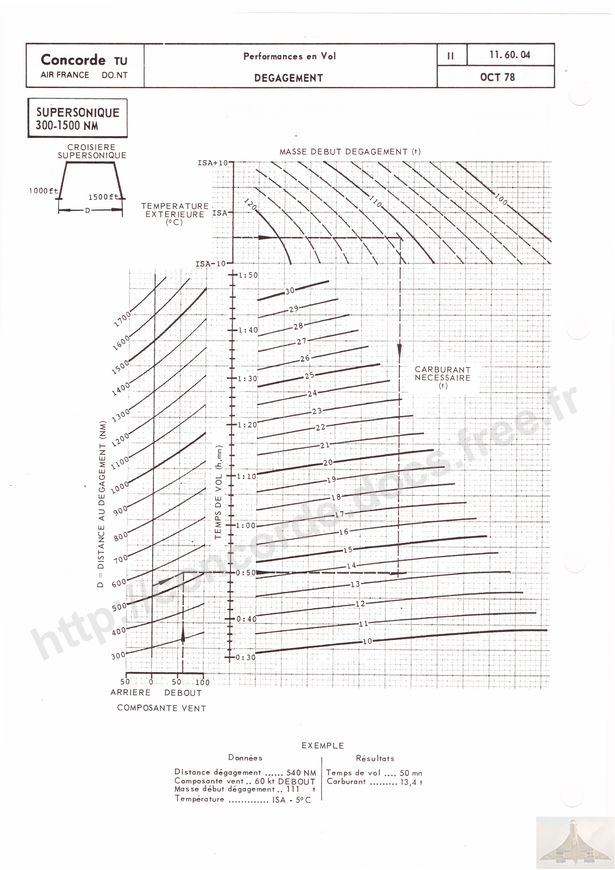 Concorde TU
AIR FRANCE DO.NT
Performances en Vol
DEGAGEMENT
II
11.60.04
OCT 78
SUPERSONIQUE
300-1500 NM
CROISIERE
SUPERSONIQUE
1000ft
1500ft
D
MASSE DEBUT DEGAGEMENT (t)
TEMPERATURE
EXTERIEURE
(°C)
ISA+10
ISA
ISA-10
120
110
100
D = DISTANCE AU DEGAGEMENT (NM)
1700
1600
1500
1400
1300
1200
1100
1000
900
800
700
600
500
400
300
TEMPS DE VOL (h,mn)
1:50
1:40
1:30
1:20
1:10
1:00
0:50
0:40
0:30
CARBURANT
NECESSAIRE
(t)
30
29
28
27
26
25
24
23
22
21
20
19
18
17
16
15
14
13
12
11
10
50 0 50 100
ARRIERE DEBOUT
COMPOSANTE VENT
http://concorde.docs.free.fr
EXEMPLE
Données Résultats
Distance dégagement ...... 540 NM Temps de vol .... 50 mn
Composante vent .. 60 kt DEBOUT Carburant ......... 13,4 t
Masse début dégagement .. 111 t
Température ............. ISA - 5°C